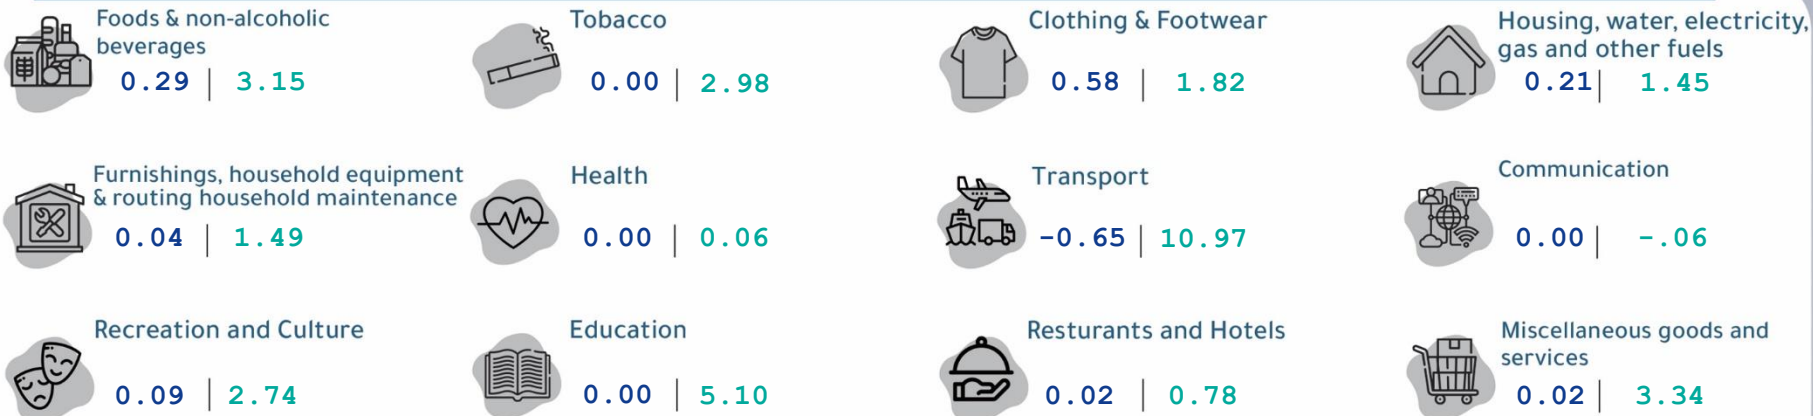 Foods & non-alcoholic
beverages
0.29 | 3.15
Tobacco
0.00 | 2.98
Clothing & Footwear
0.58 | 1.82
Housing, water, electricity,
gas and other fuels
0.21 | 1.45
Furnishings, household equipment
& routing household maintenance
0.04 | 1.49
Health
0.00 | 0.06
Transport
-0.65 | 10.97
Communication
0.00 | -.06
Recreation and Culture
0.09 | 2.74
Education
0.00 | 5.10
Resturants and Hotels
0.02 | 0.78
Miscellaneous goods and
services
0.02 | 3.34